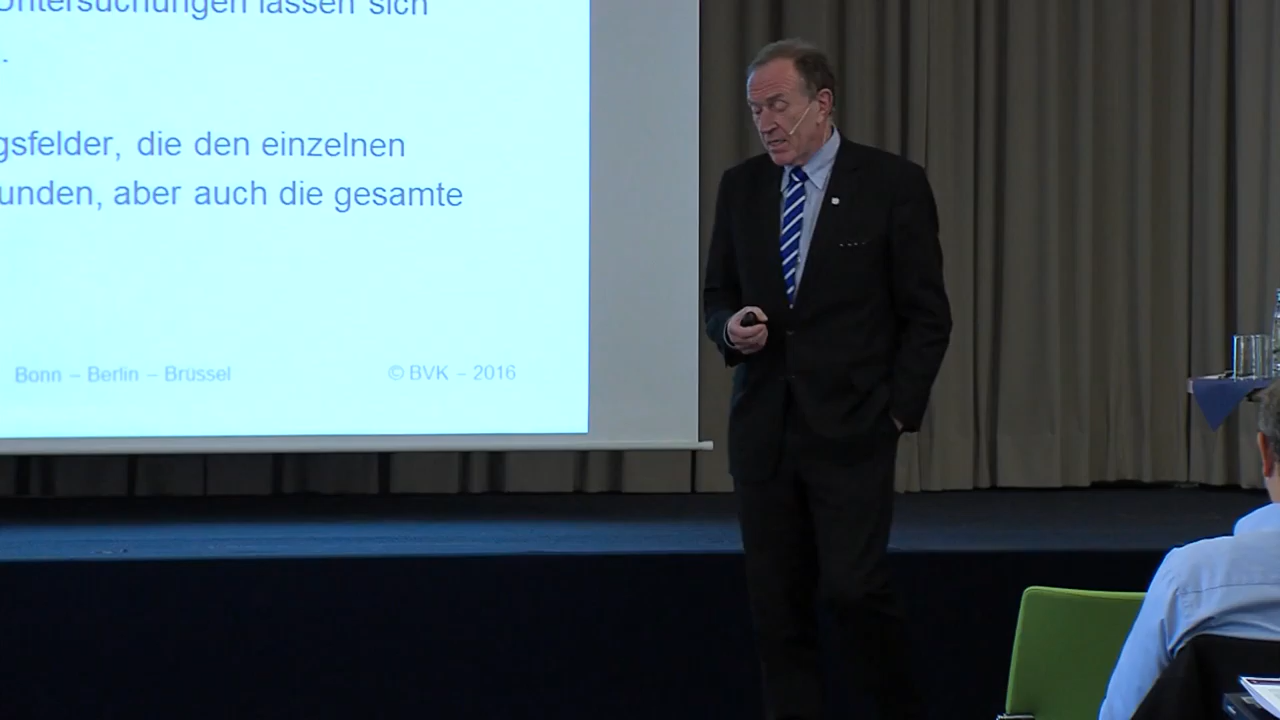 Untersuchungen lassen sich
.
gsfelder, die den einzelnen
unden, aber auch die gesamte
Bonn – Berlin – Brüssel © BVK – 2016